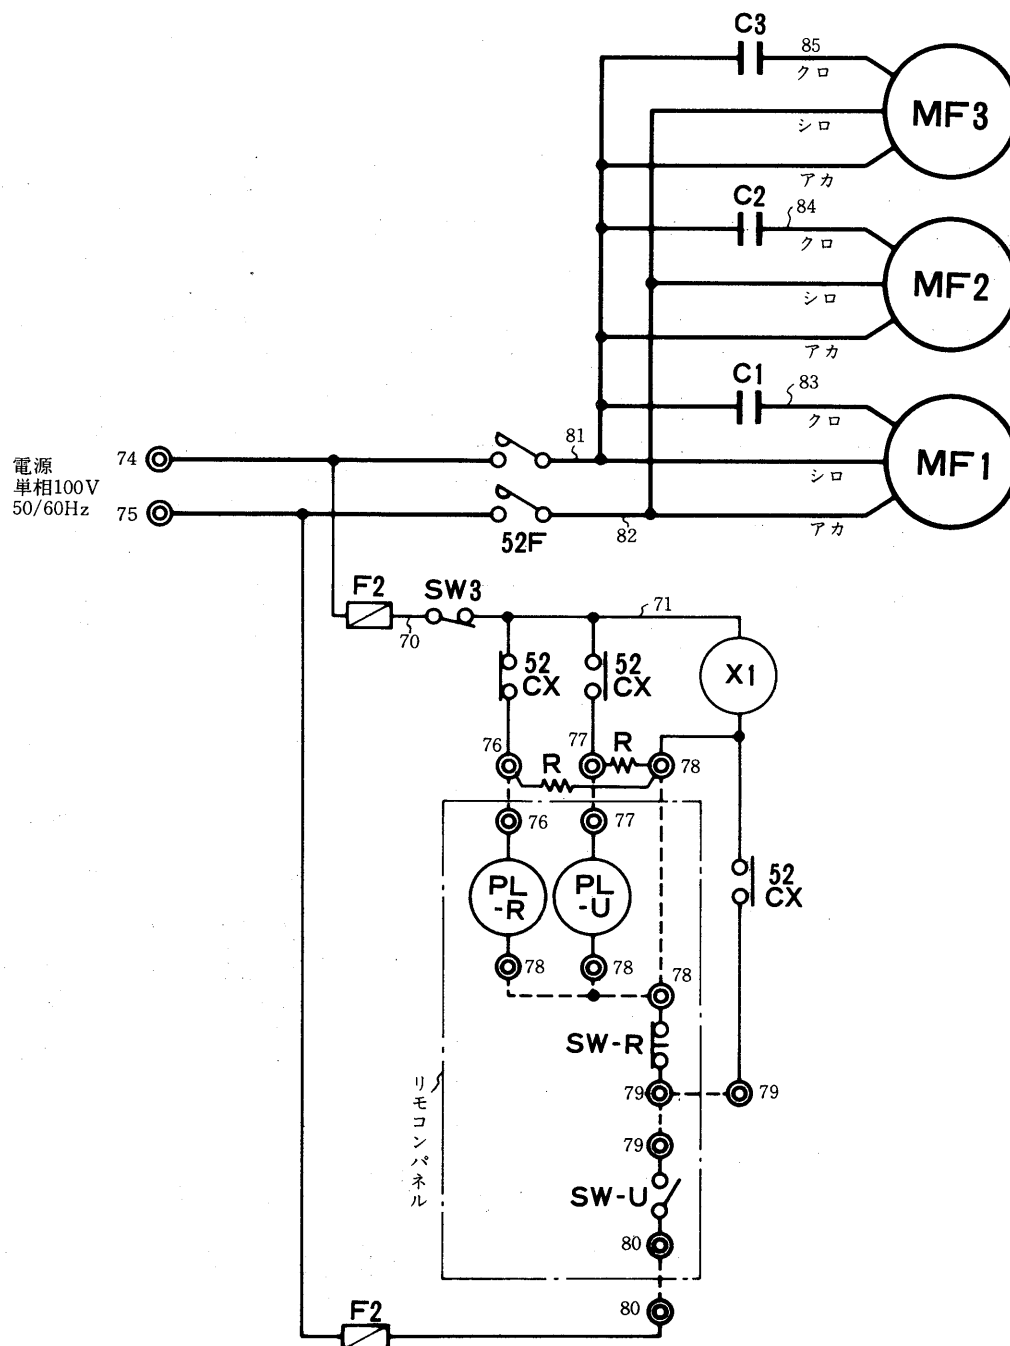 C3
85
クロ
MF3
シロ
アカ
C2
84
クロ
MF2
シロ
アカ
C1
83
クロ
MF1
シロ
アカ
電源
単相100V
50/60Hz
74
75
81
82
52F
F2
70
SW3
71
52
CX
52
CX
X1
76
77
R
R
78
76
77
PL
-R
PL
-U
52
CX
78
78
78
SW-R
79
79
79
SW-U
80
リモコンパネル
80
F2